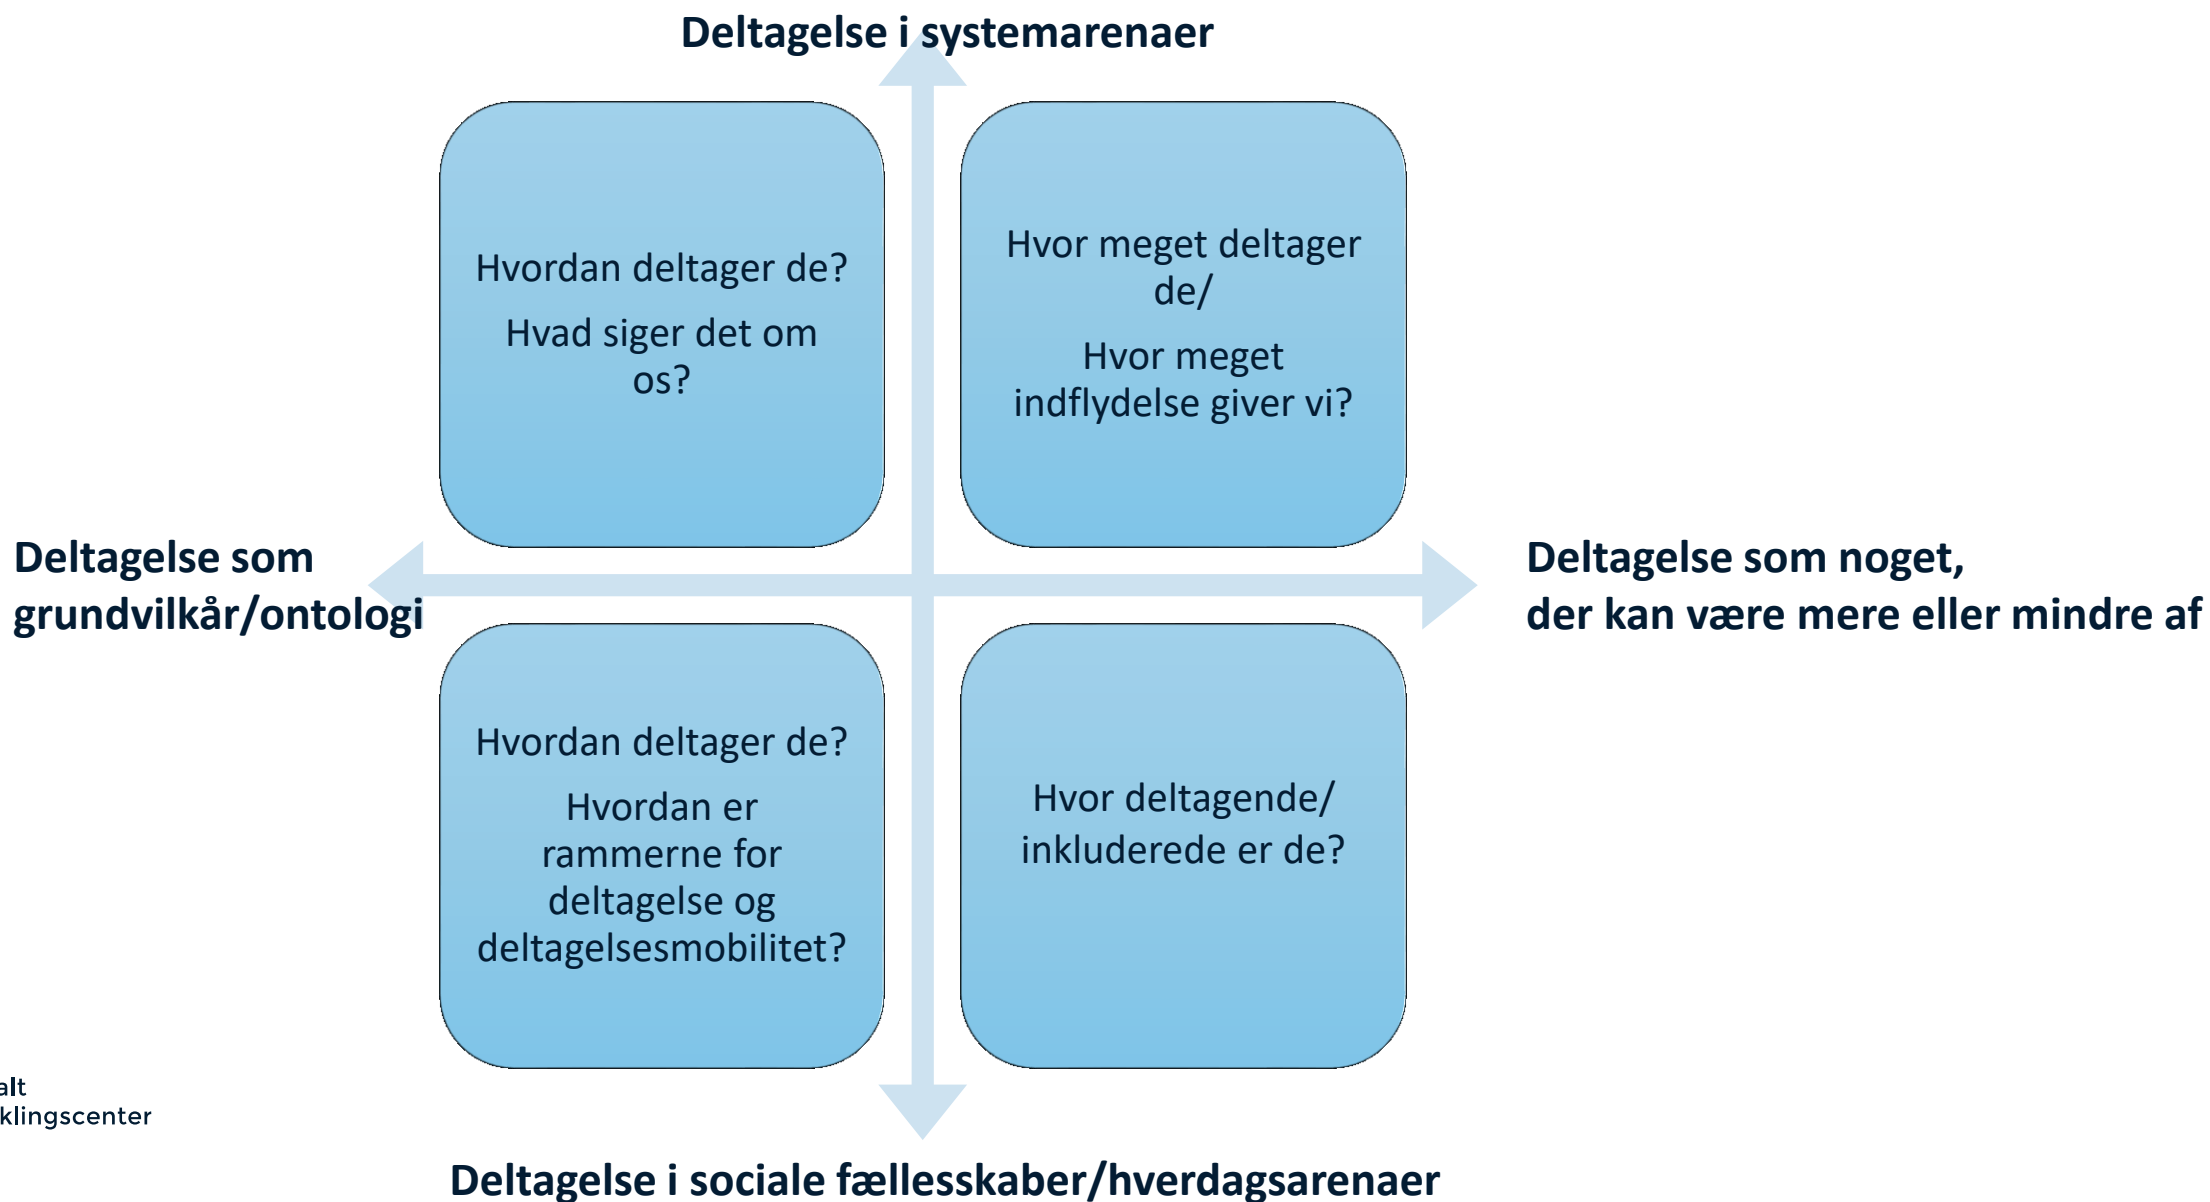 Deltagelse i systemarenaer
Hvordan deltager de?
Hvad siger det om
os?
Hvor meget deltager
de/
Hvor meget
indflydelse giver vi?
Deltagelse som
grundvilkår/ontologi
Deltagelse som noget,
der kan være mere eller mindre af
Hvordan deltager de?
Hvordan er
rammerne for
deltagelse og
deltagelsesmobilitet?
Hvor deltagende/
inkluderede er de?
alt
klingscenter
Deltagelse i sociale fællesskaber/hverdagsarenaer